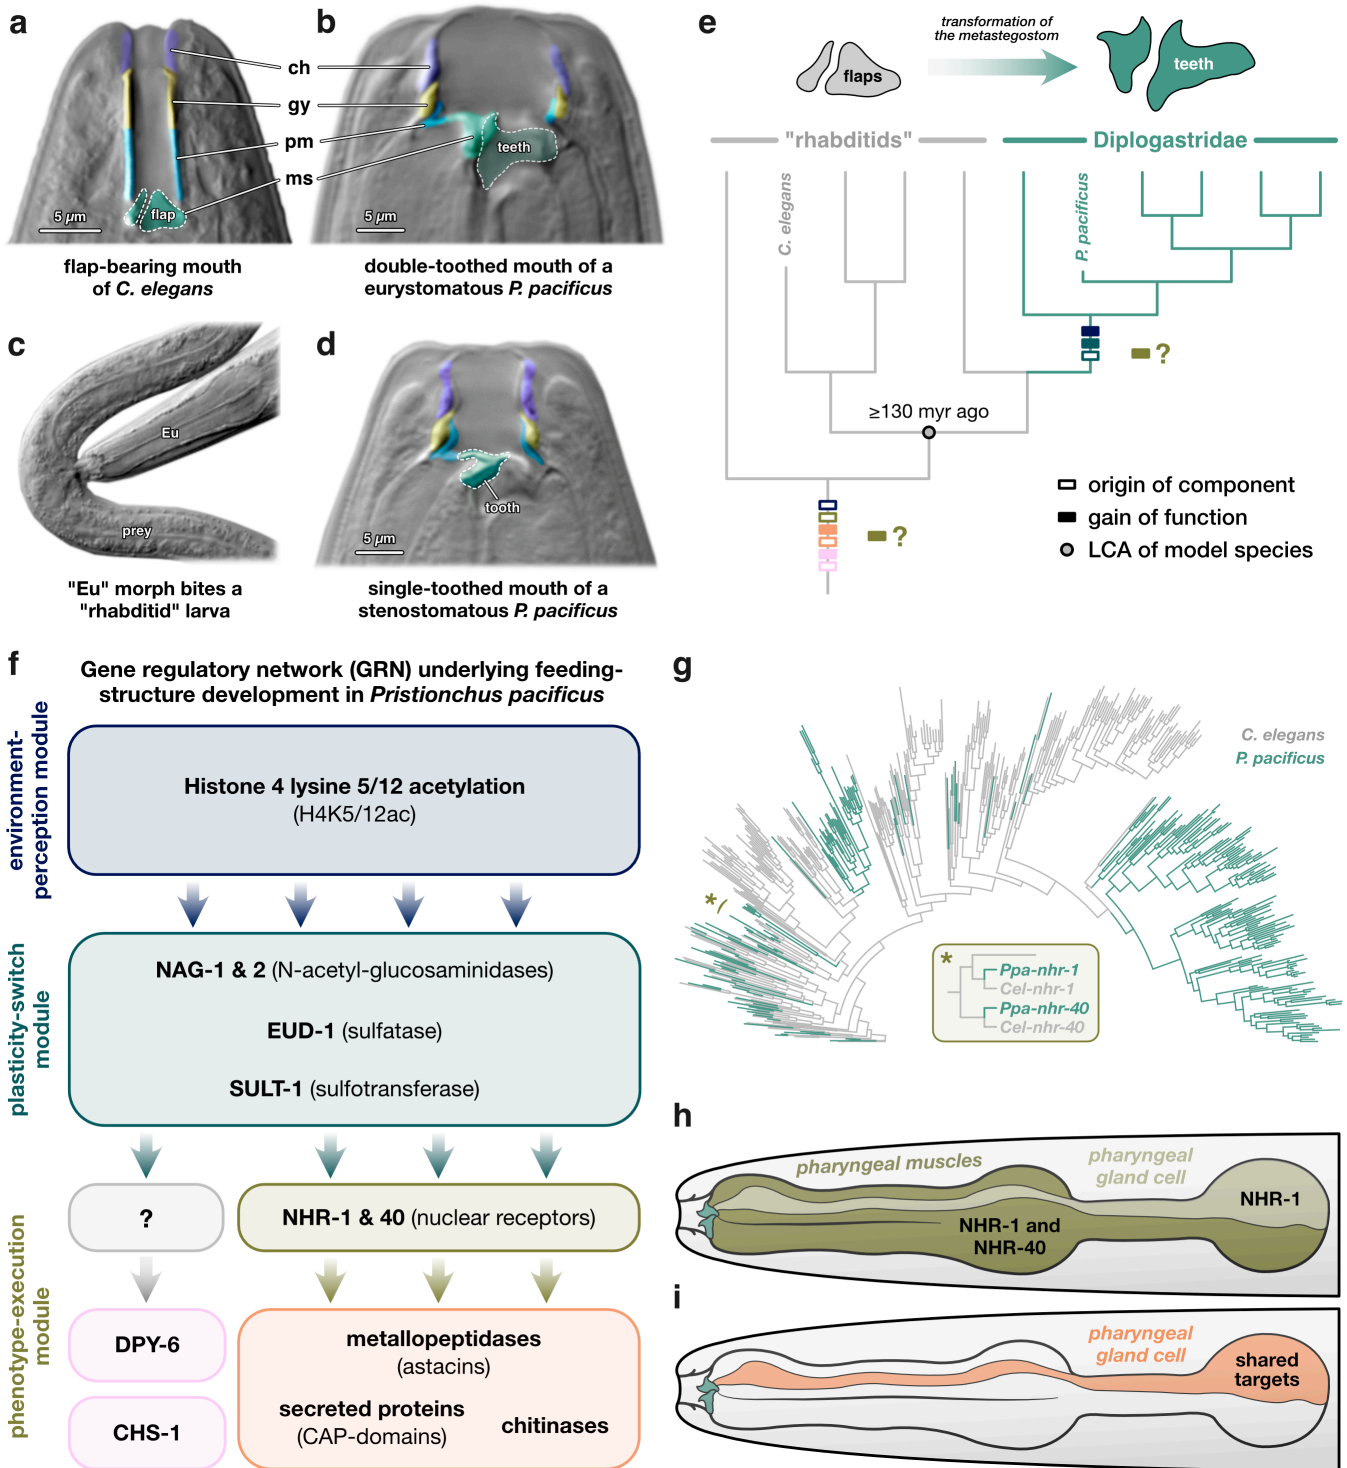 a
b
ch
gy
pm
ms
flap
teeth
5 µm
5 µm
flap-bearing mouth
of C. elegans
double-toothed mouth of a
eurystomatous P. pacificus
c
d
Eu
prey
tooth
5 µm
"Eu" morph bites a
"rhabditid" larva
single-toothed mouth of a
stenostomatous P. pacificus
e
transformation of
the metastegostom
flaps
teeth
"rhabditids"
Diplogastridae
C. elegans
P. pacificus
?
≥130 myr ago
?
origin of component
gain of function
LCA of model species
f
Gene regulatory network (GRN) underlying feeding-
structure development in Pristionchus pacificus
environment-
perception module
Histone 4 lysine 5/12 acetylation
(H4K5/12ac)
plasticity-switch
module
NAG-1 & 2 (N-acetyl-glucosaminidases)
EUD-1 (sulfatase)
SULT-1 (sulfotransferase)
phenotype-execution
module
?
NHR-1 & 40 (nuclear receptors)
DPY-6
CHS-1
metallopeptidases
(astacins)
secreted proteins
(CAP-domains)
chitinases
g
C. elegans
P. pacificus
*
*
Ppa-nhr-1
Cel-nhr-1
Ppa-nhr-40
Cel-nhr-40
h
pharyngeal muscles
pharyngeal
gland cell
NHR-1
NHR-1 and
NHR-40
i
pharyngeal
gland cell
shared
targets